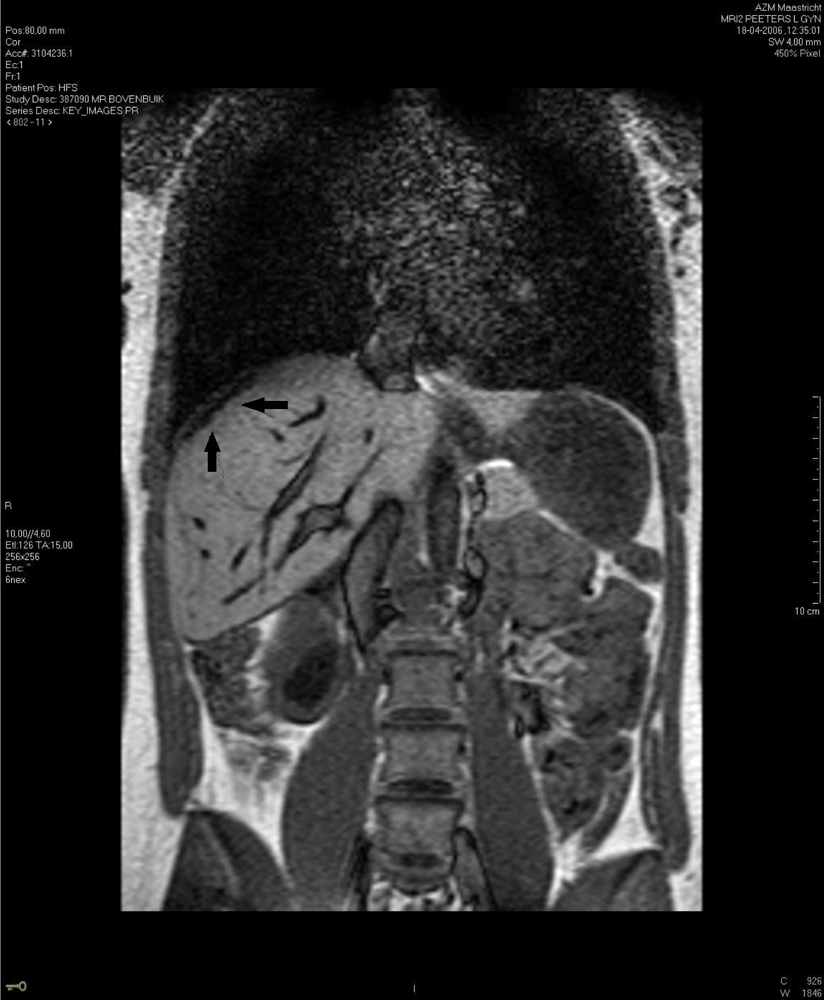 Pos:80,00 mm
Cor
Acc#: 3104236.1
Ec:1
Fr:1
Patient Pos: HFS
Study Desc: 387090 MR BOVENBUIK
Series Desc: KEY_IMAGES PR
< 802 - 11 >
AZM Maastricht
MRI2 PEETERS L GYN
18-04-2006 ,12:35:01
SW 4,00 mm
450% Pixel
R
10,00//4,60
Etl:126 TA:15,00
256x256
Enc: ^
6nex
10 cm
I
C 926
W 1846